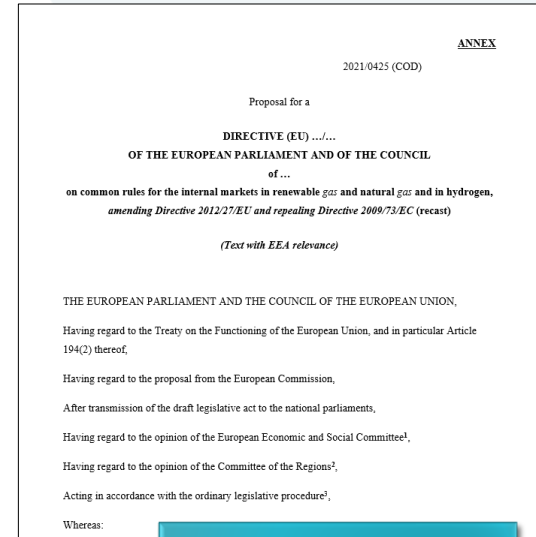 ANNEX
2021/0425 (COD)
Proposal for a
DIRECTIVE (EU) …/…
OF THE EUROPEAN PARLIAMENT AND OF THE COUNCIL
of …
on common rules for the internal markets in renewable gas and natural gas and in hydrogen,
amending Directive 2012/27/EU and repealing Directive 2009/73/EC (recast)
(Text with EEA relevance)
THE EUROPEAN PARLIAMENT AND THE COUNCIL OF THE EUROPEAN UNION,
Having regard to the Treaty on the Functioning of the European Union, and in particular Article
194(2) thereof,
Having regard to the proposal from the European Commission,
After transmission of the draft legislative act to the national parliaments,
Having regard to the opinion of the European Economic and Social Committee¹,
Having regard to the opinion of the Committee of the Regions²,
Acting in accordance with the ordinary legislative procedure³,
Whereas: